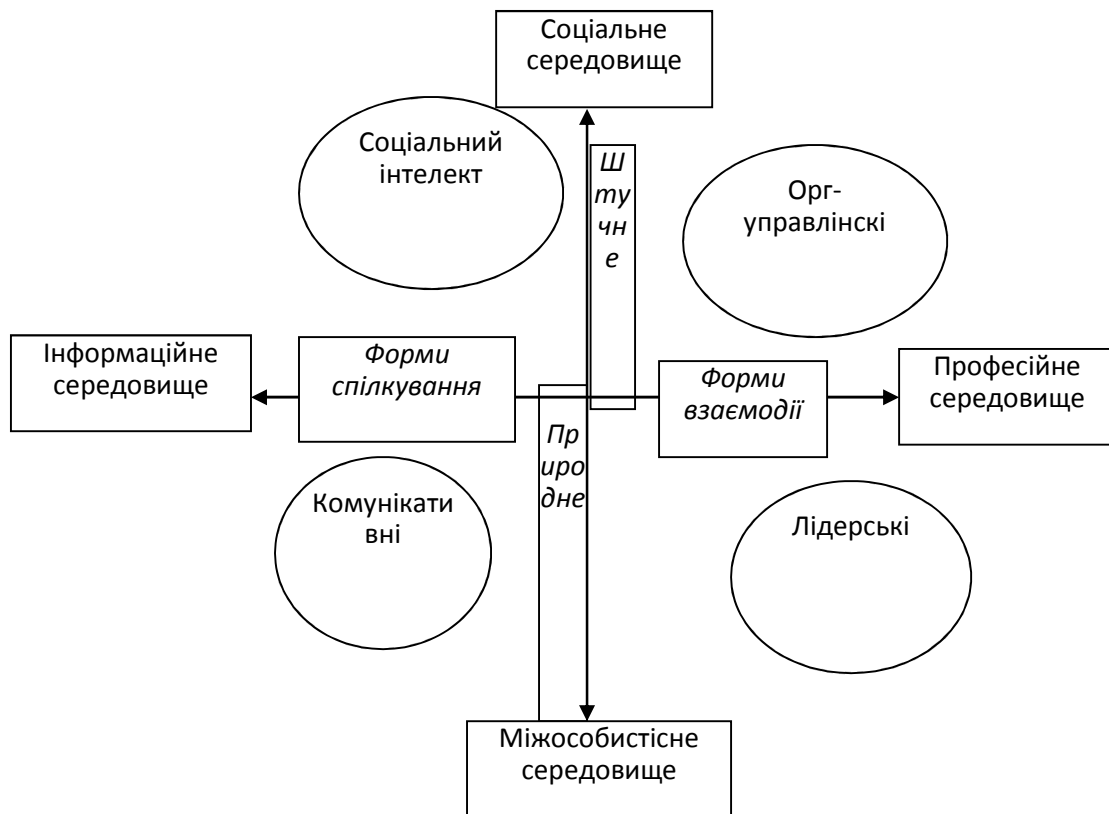 Соціальне
середовище
Соціальний
інтелект
Ш
ту
чн
е
Орг-
управлінскі
Інформаційне
середовище
Форми
спілкування
Форми
взаємодії
Професійне
середовище
Пр
иро
дне
Комунікати
вні
Лідерські
Міжособистісне
середовище